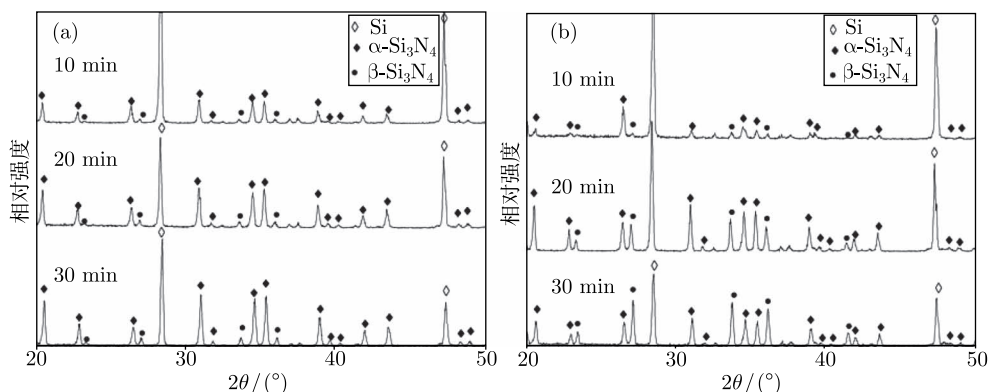 (a)
◇ Si
◆ α-Si₃N₄
● β-Si₃N₄
10 min
20 min
30 min
相对强度
20 30 40 50
2θ/(°)
(b)
◇ Si
◆ α-Si₃N₄
● β-Si₃N₄
10 min
20 min
30 min
相对强度
20 30 40 50
2θ/(°)